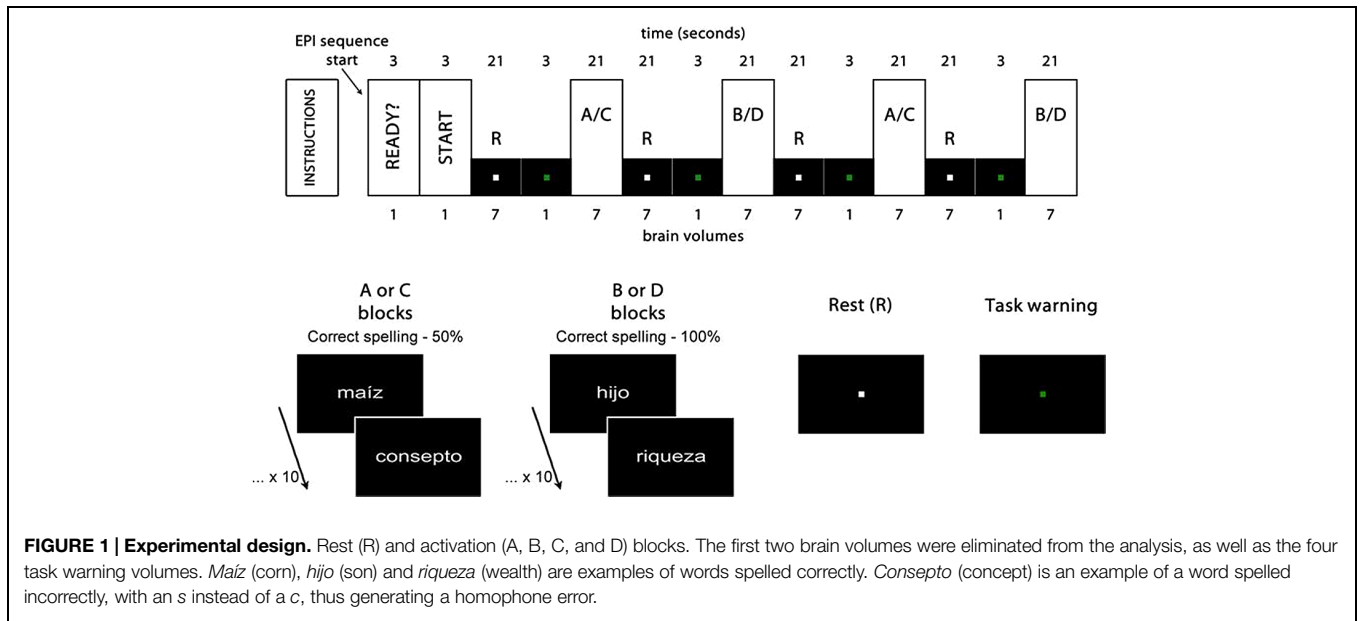 time (seconds)
EPI sequence
start
3 3 21 3 21 21 3 21 21 3 21 21 3 21
INSTRUCTIONS
READY?
START
R
A/C
R
B/D
R
A/C
R
B/D
1 1 7 1 7 7 1 7 7 1 7 7 1 7
brain volumes
A or C
blocks
Correct spelling - 50%
maíz
consepto
... x 10
B or D
blocks
Correct spelling - 100%
hijo
riqueza
... x 10
Rest (R)
Task warning
FIGURE 1 | Experimental design. Rest (R) and activation (A, B, C, and D) blocks. The first two brain volumes were eliminated from the analysis, as well as the four
task warning volumes. Maíz (corn), hijo (son) and riqueza (wealth) are examples of words spelled correctly. Consepto (concept) is an example of a word spelled
incorrectly, with an s instead of a c, thus generating a homophone error.